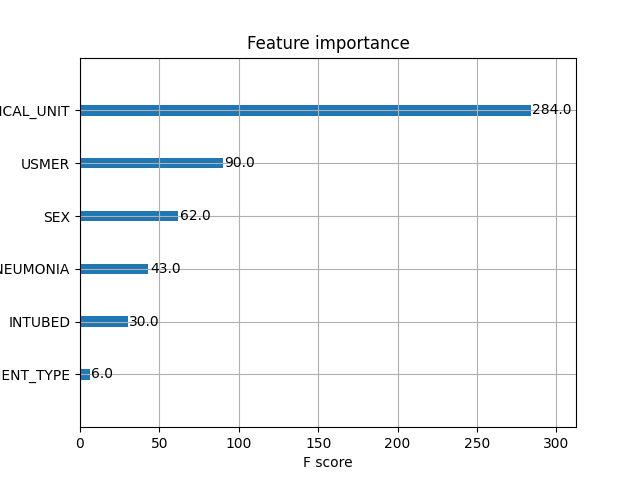 Feature importance
ICAL_UNIT 284.0
USMER 90.0
SEX 62.0
NEUMONIA 43.0
INTUBED 30.0
IENT_TYPE 6.0
0 50 100 150 200 250 300
F score